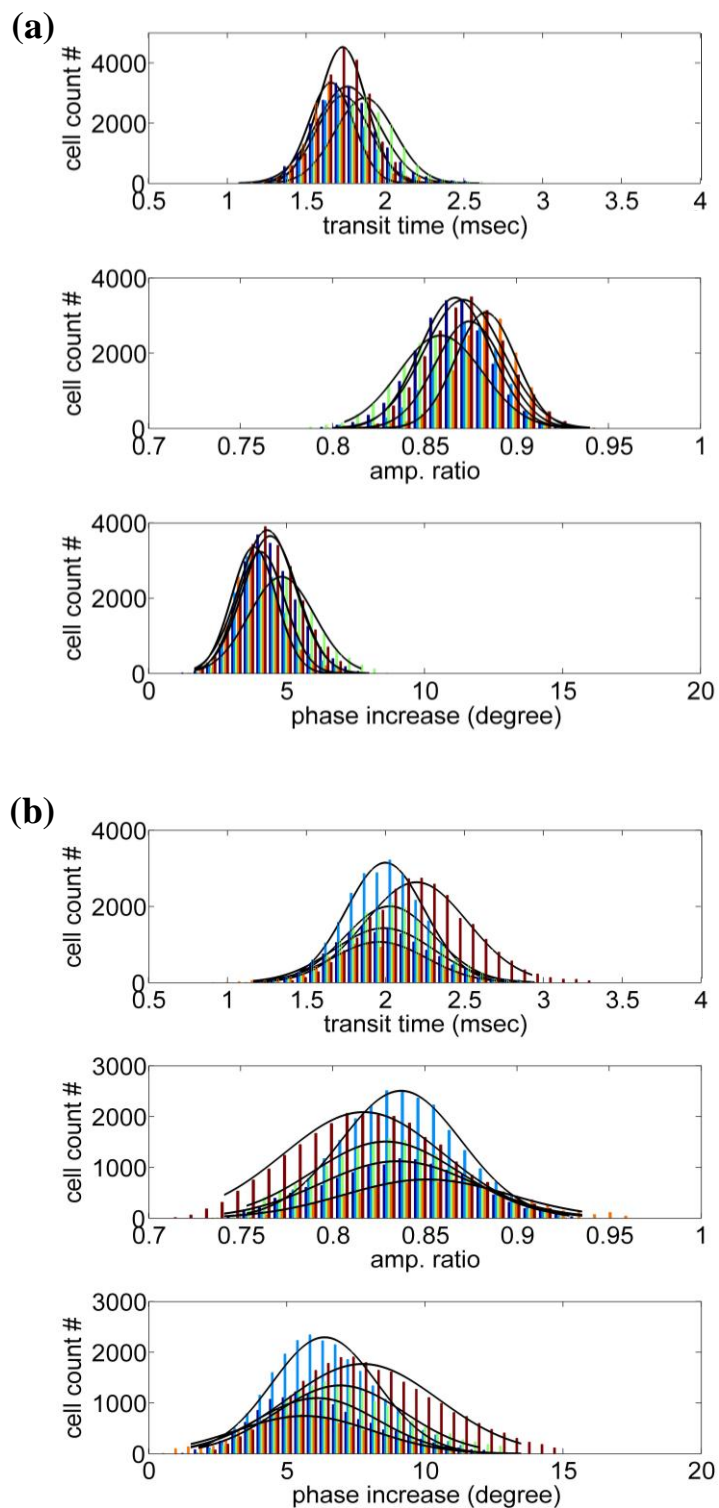 (a)
cell count #
4000
2000
0
0.5 1 1.5 2 2.5 3 3.5 4
transit time (msec)
cell count #
4000
2000
0
0.7 0.75 0.8 0.85 0.9 0.95 1
amp. ratio
cell count #
4000
2000
0
0 5 10 15 20
phase increase (degree)
(b)
cell count #
4000
2000
0
0.5 1 1.5 2 2.5 3 3.5 4
transit time (msec)
cell count #
3000
2000
1000
0
0.7 0.75 0.8 0.85 0.9 0.95 1
amp. ratio
cell count #
3000
2000
1000
0
0 5 10 15 20
phase increase (degree)